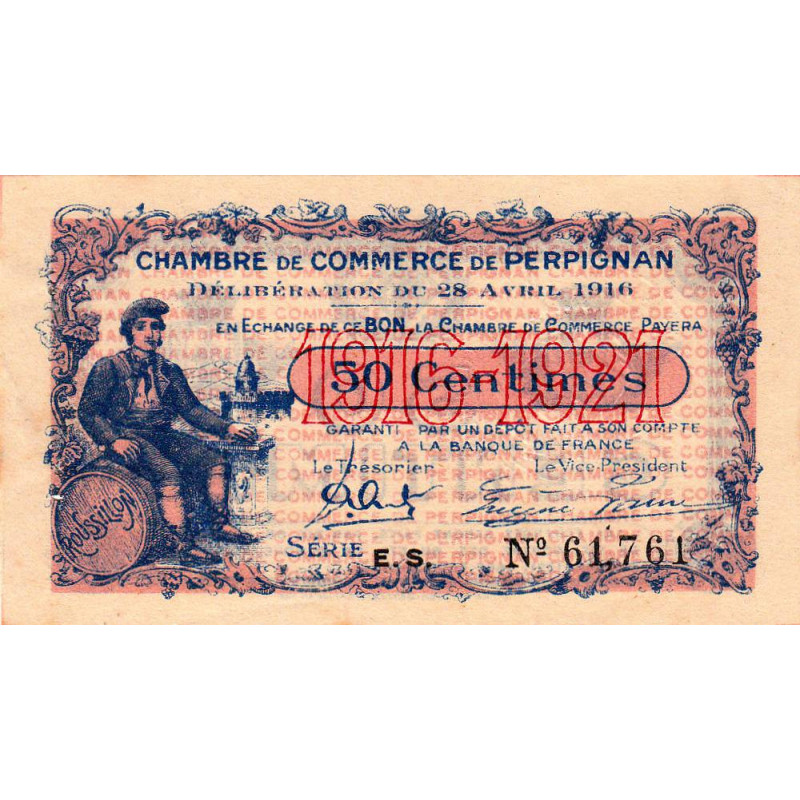 CHAMBRE DE COMMERCE DE PERPIGNAN
DÉLIBÉRATION DU 28 AVRIL 1916
EN ECHANGE DE CE BON, LA CHAMBRE DE COMMERCE PAYERA
1916-1921
50 Centimes
GARANTI PAR UN DEPÔT FAIT A SON COMPTE
A LA BANQUE DE FRANCE
Le Trésorier Le Vice-Président
ROUSSILLON
SÉRIE E.S. Nº 61,761